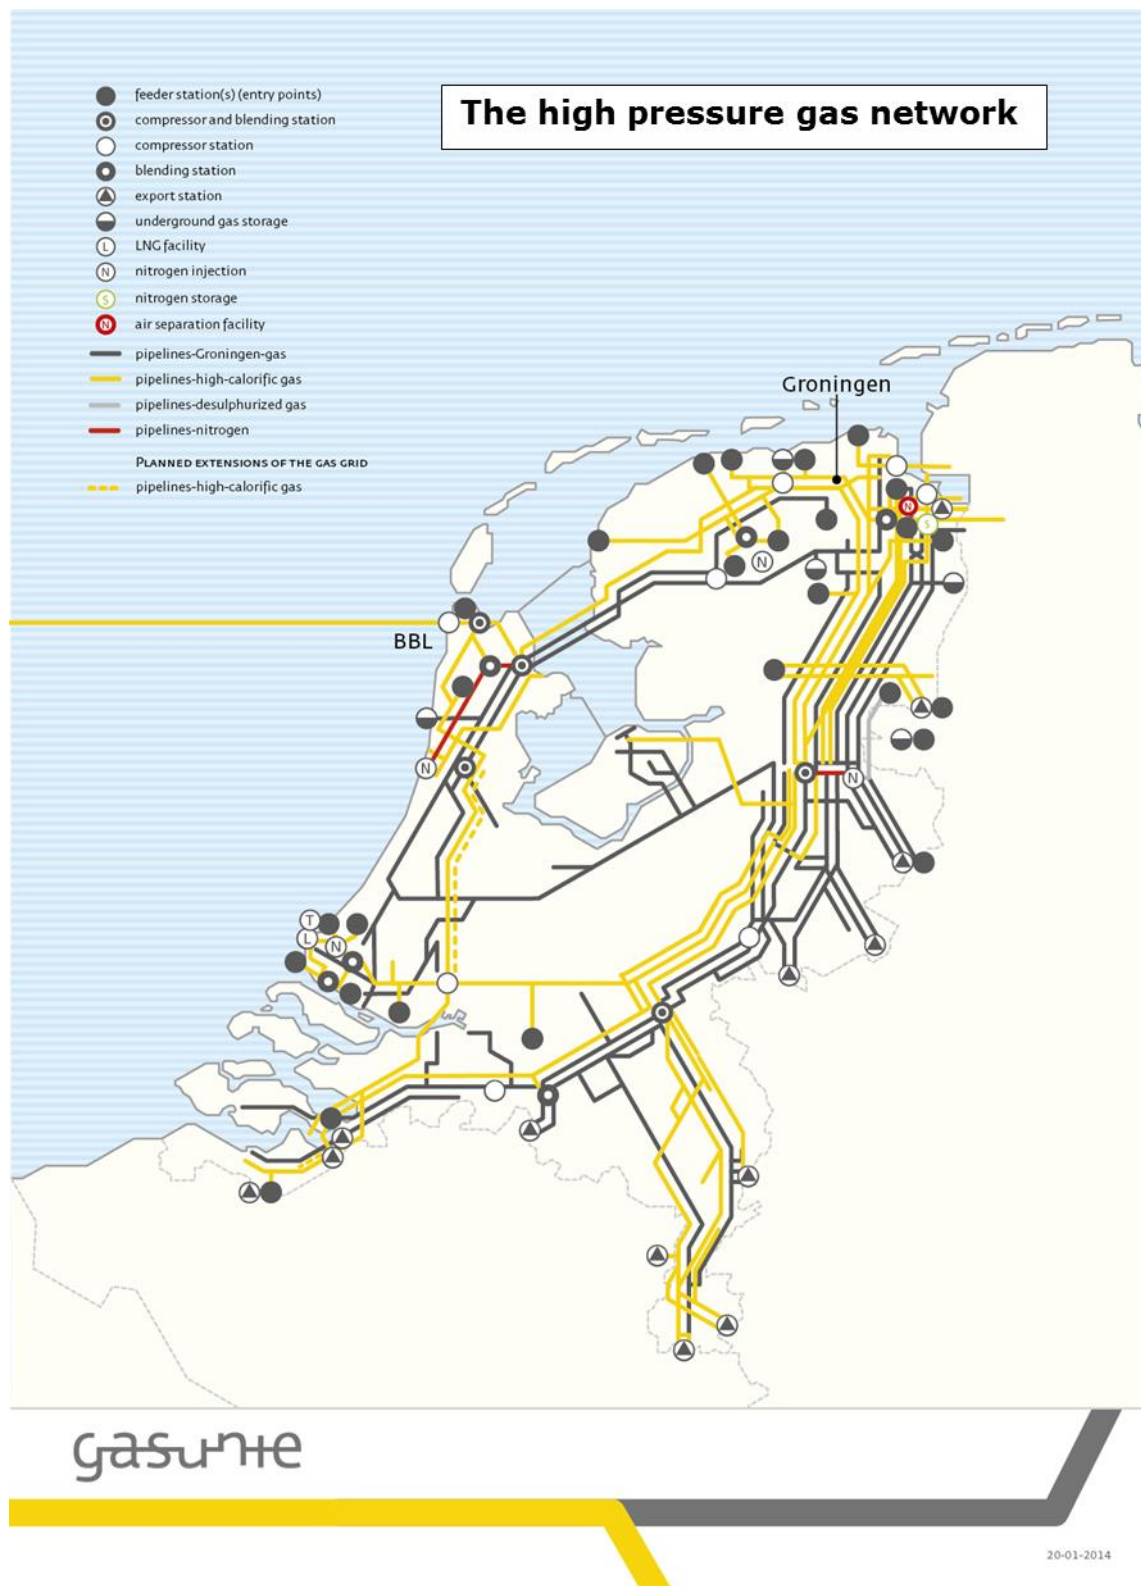 The high pressure gas network
feeder station(s) (entry points)
compressor and blending station
compressor station
blending station
export station
underground gas storage
L LNG facility
N nitrogen injection
S nitrogen storage
N air separation facility
pipelines-Groningen-gas
pipelines-high-calorific gas
pipelines-desulphurized gas
pipelines-nitrogen
PLANNED EXTENSIONS OF THE GAS GRID
pipelines-high-calorific gas
Groningen
N
S
N
BBL
N
N
T
L
N
gasunie
20-01-2014